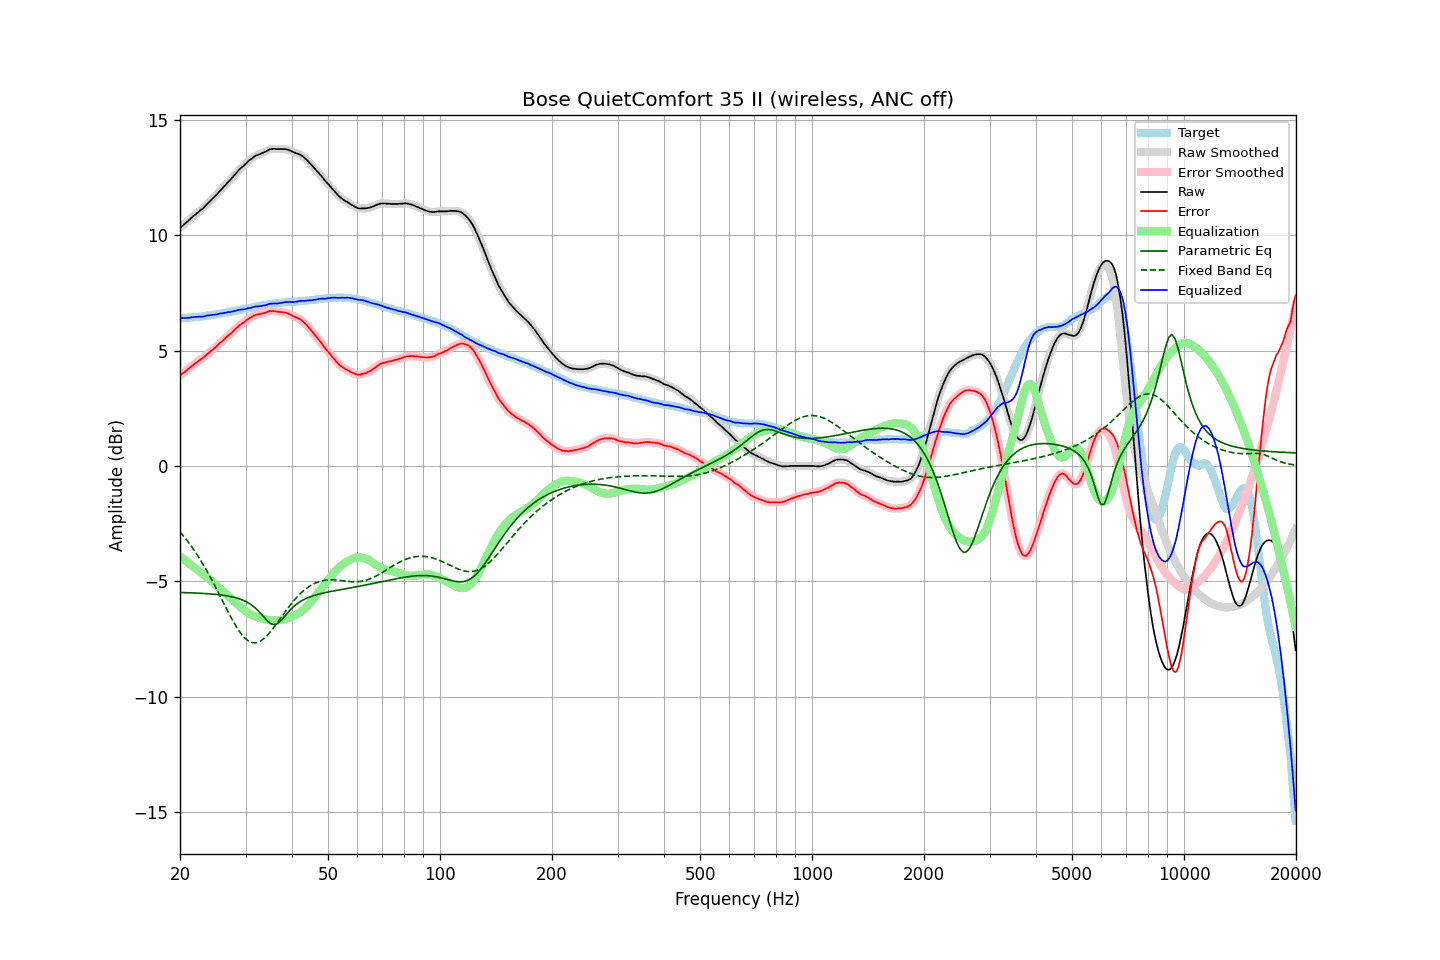 Bose QuietComfort 35 II (wireless, ANC off)
15
10
5
0
−5
−10
−15
Amplitude (dBr)
Target
Raw Smoothed
Error Smoothed
Raw
Error
Equalization
Parametric Eq
Fixed Band Eq
Equalized
20 50 100 200 500 1000 2000 5000 10000 20000
Frequency (Hz)